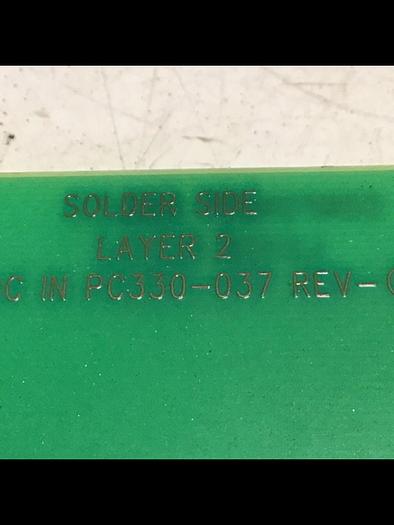 SOLDER SIDE
LAYER 2
C IN PC330-037 REV-